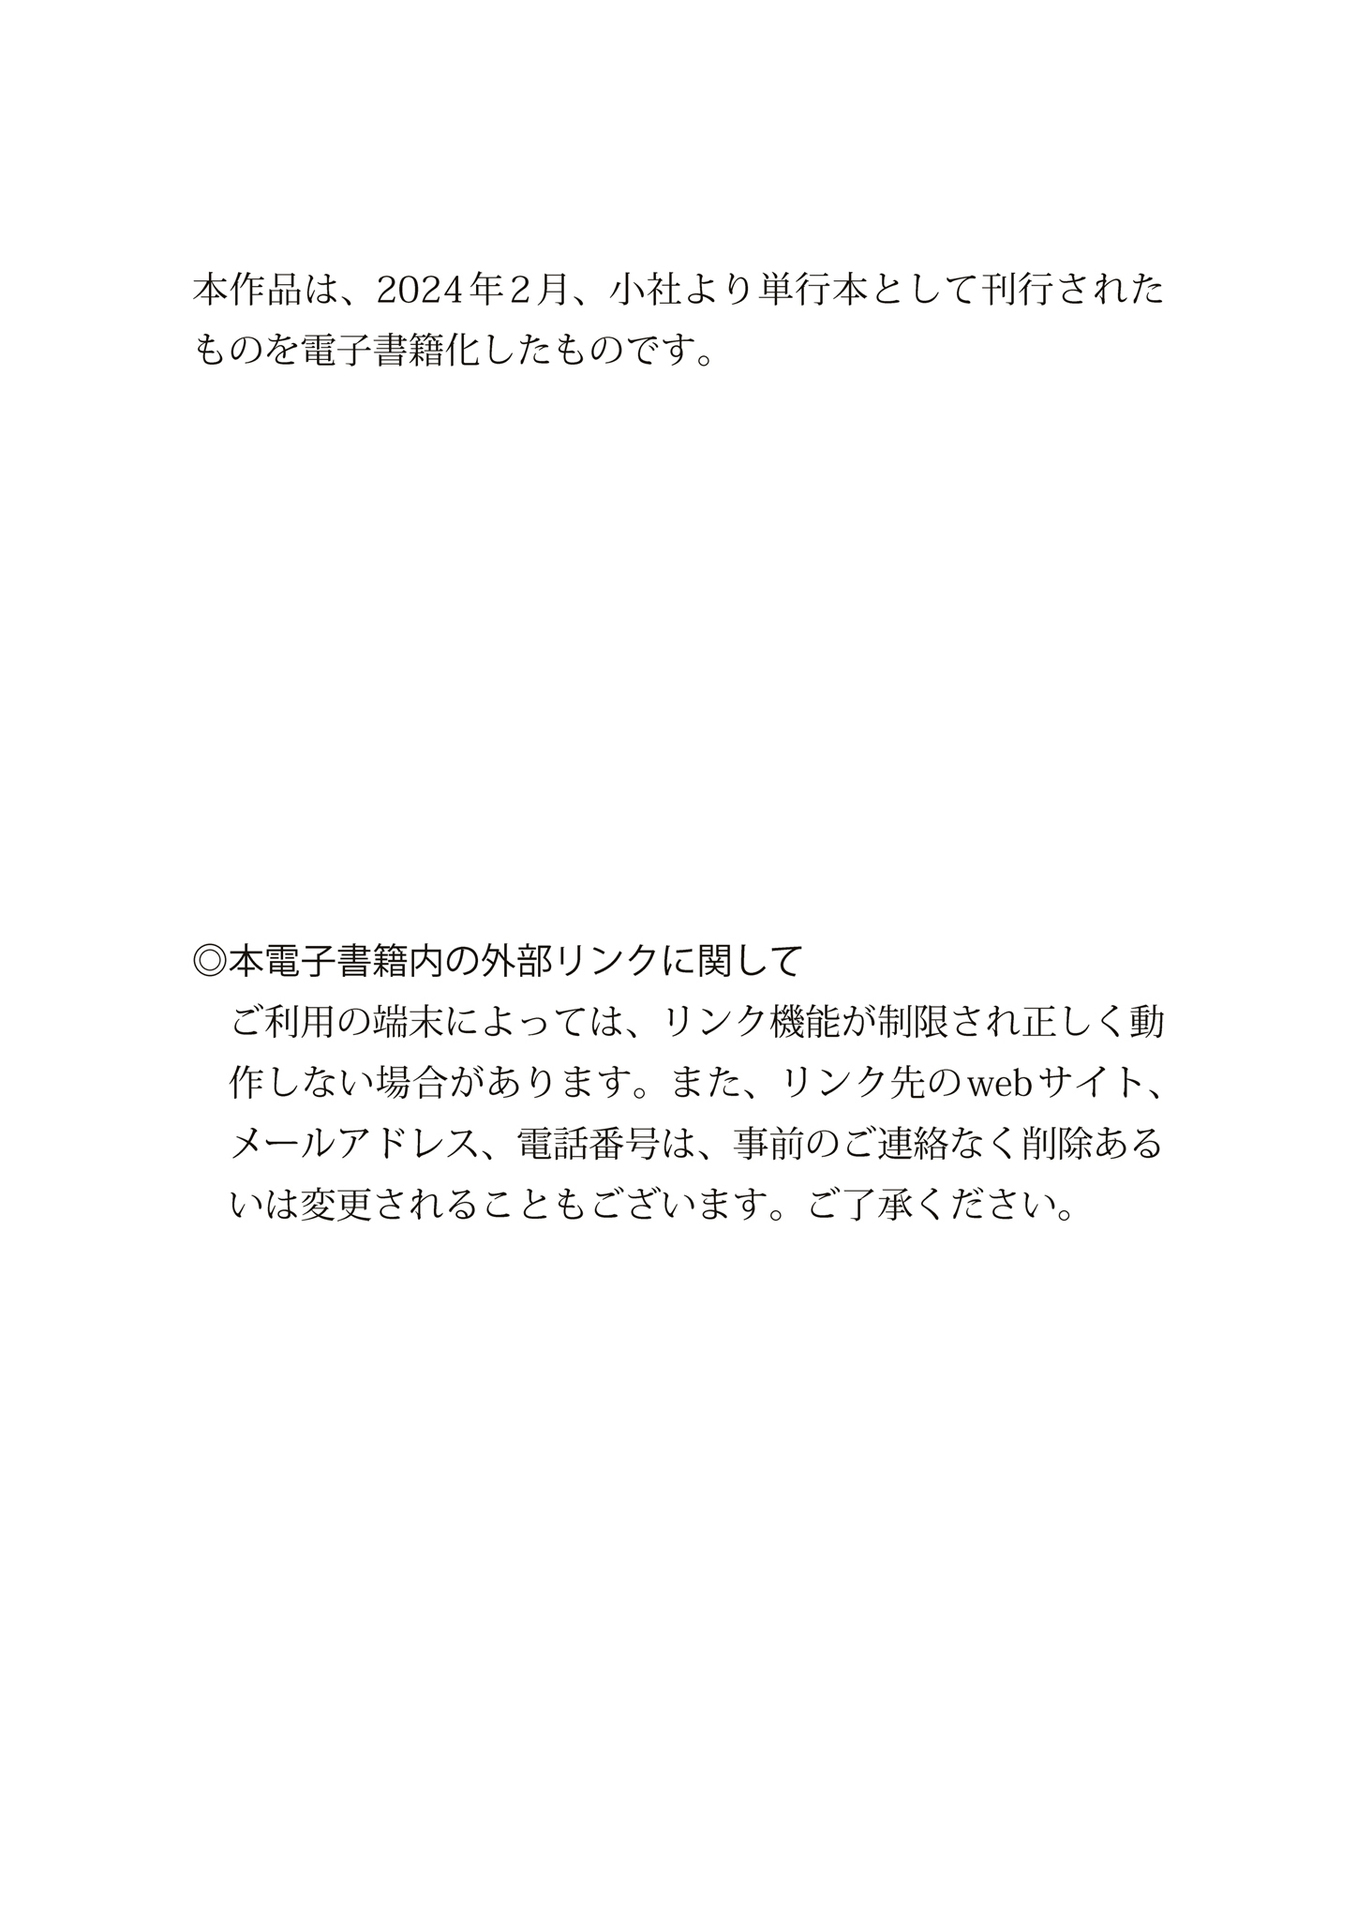 本作品は、2024年2月、小社より単行本として刊行された
ものを電子書籍化したものです。
◎本電子書籍内の外部リンクに関して
ご利用の端末によっては、リンク機能が制限され正しく動
作しない場合があります。また、リンク先のwebサイト、
メールアドレス、電話番号は、事前のご連絡なく削除ある
いは変更されることもございます。ご了承ください。